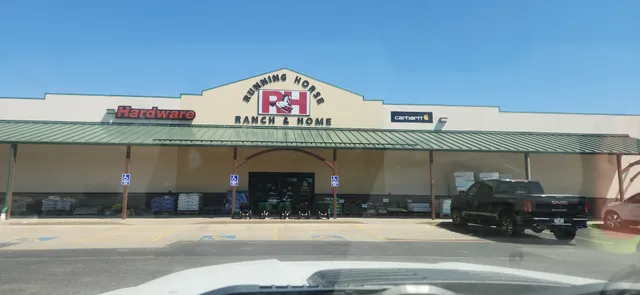 RUNNING HORSE
RH
RANCH & HOME
Hardware
carhartt